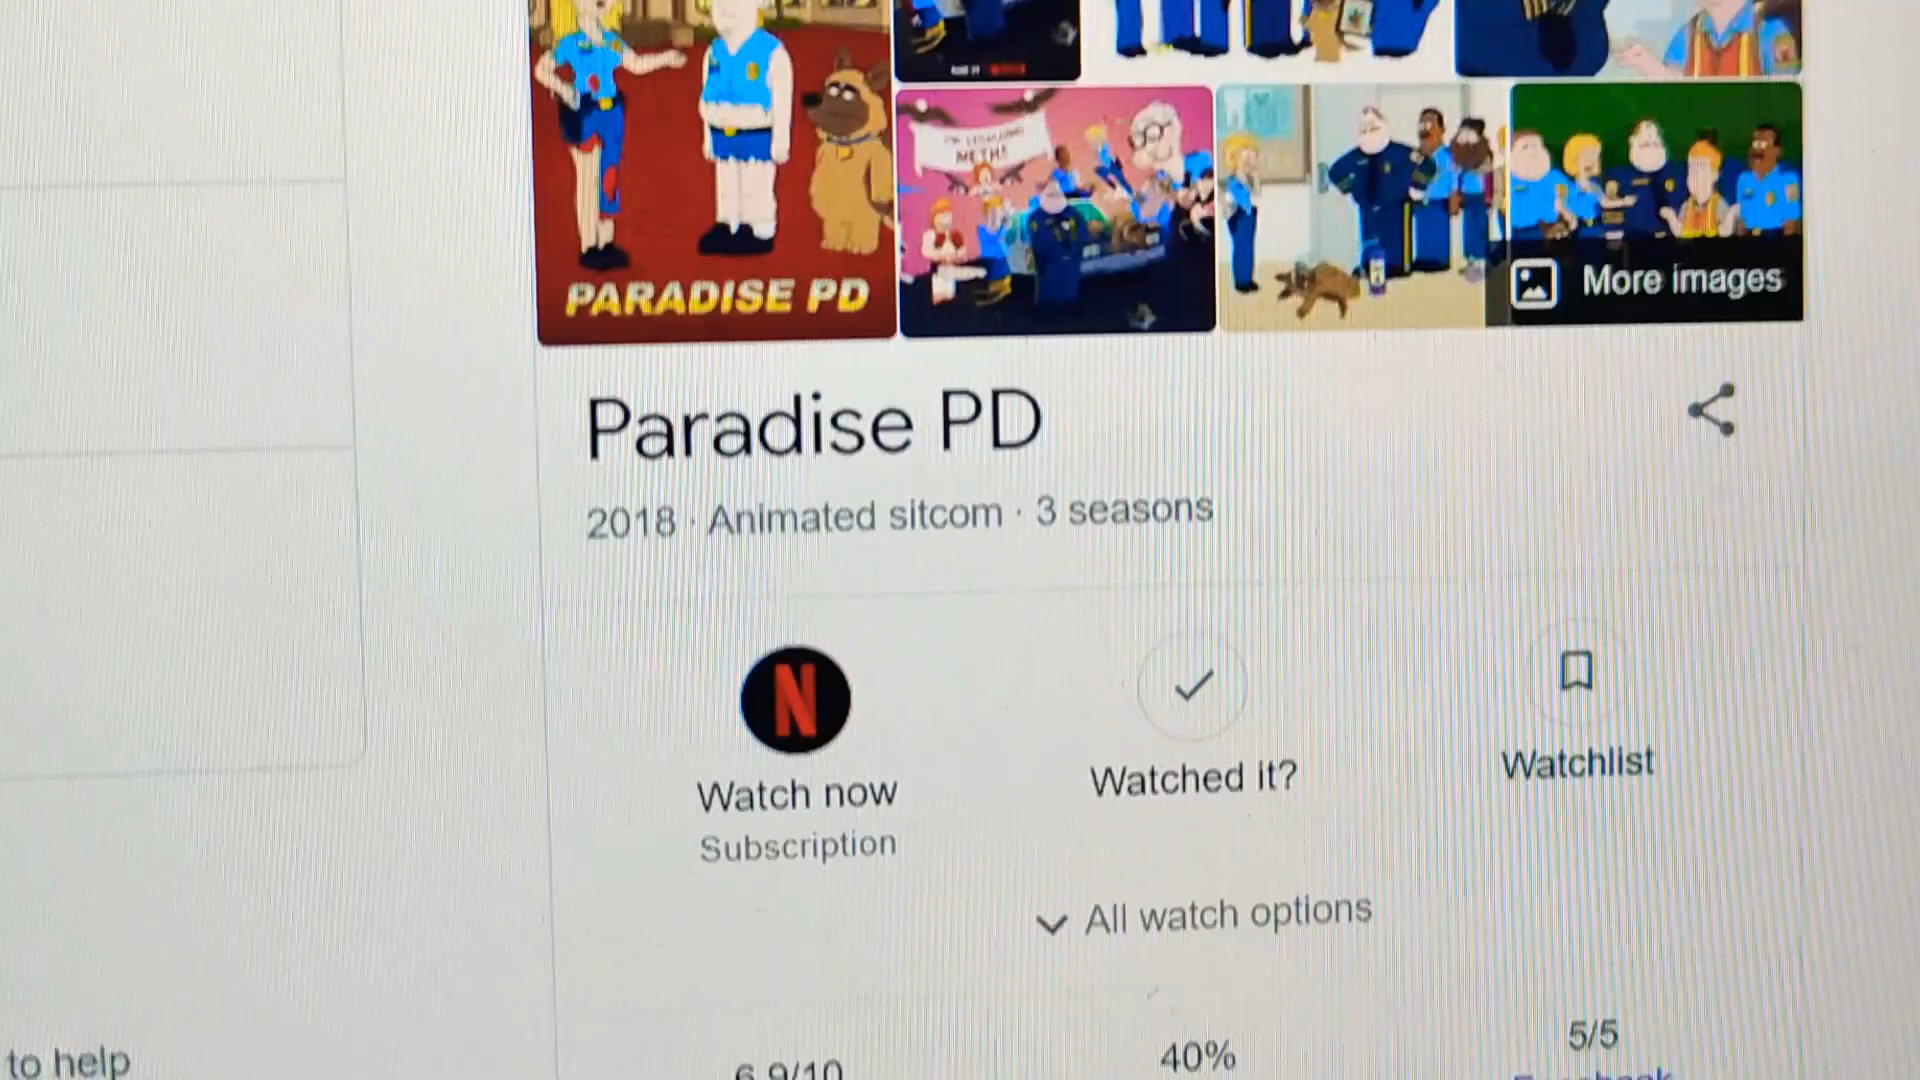 METH!
PARADISE PD
More images
Paradise PD
2018 · Animated sitcom · 3 seasons
N
Watch now
Subscription
Watched it?
Watchlist
All watch options
to help
6.9/10
40%
5/5